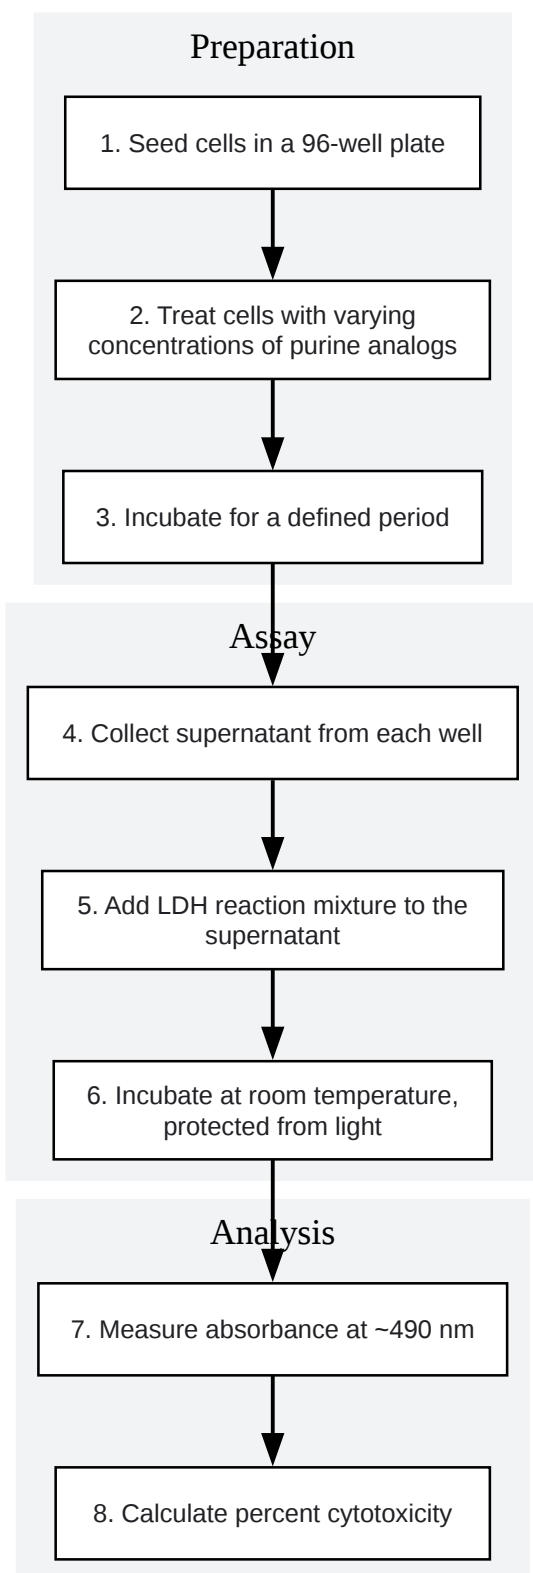 Preparation
1. Seed cells in a 96-well plate
2. Treat cells with varying
concentrations of purine analogs
3. Incubate for a defined period
Assay
4. Collect supernatant from each well
5. Add LDH reaction mixture to the
supernatant
6. Incubate at room temperature,
protected from light
Analysis
7. Measure absorbance at ~490 nm
8. Calculate percent cytotoxicity